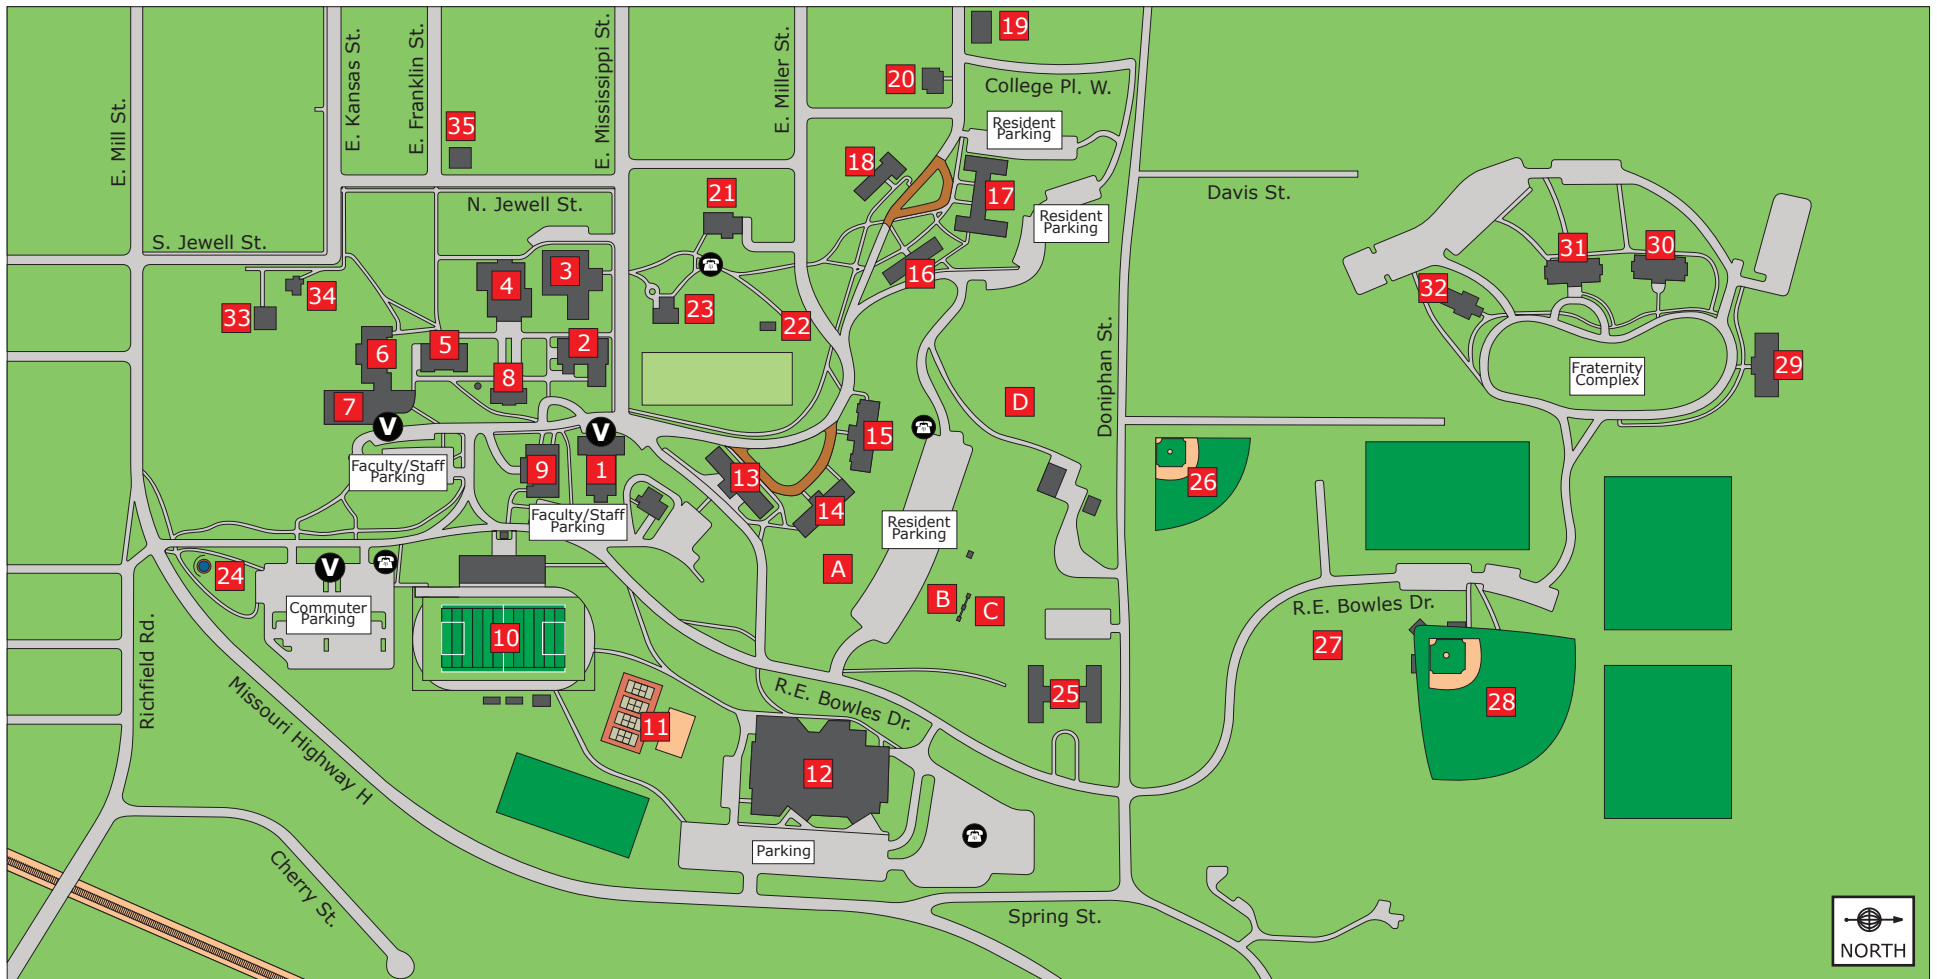 19
20
College Pl. W.
E. Mill St.
E. Kansas St.
E. Franklin St.
E. Mississippi St.
E. Miller St.
35
Resident
Parking
18
17
21
N. Jewell St.
Davis St.
Resident
Parking
S. Jewell St.
31
30
3
4
16
34
32
33
23
22
2
5
6
8
Doniphan St.
Fraternity
Complex
29
7
D
V
V
15
9
1
13
Faculty/Staff
Parking
26
14
Faculty/Staff
Parking
Resident
Parking
V
24
A
B
C
Commuter
Parking
R.E. Bowles Dr.
10
27
Richfield Rd.
Missouri Highway H
R.E. Bowles Dr.
25
28
11
12
Parking
Cherry St.
Spring St.
NORTH